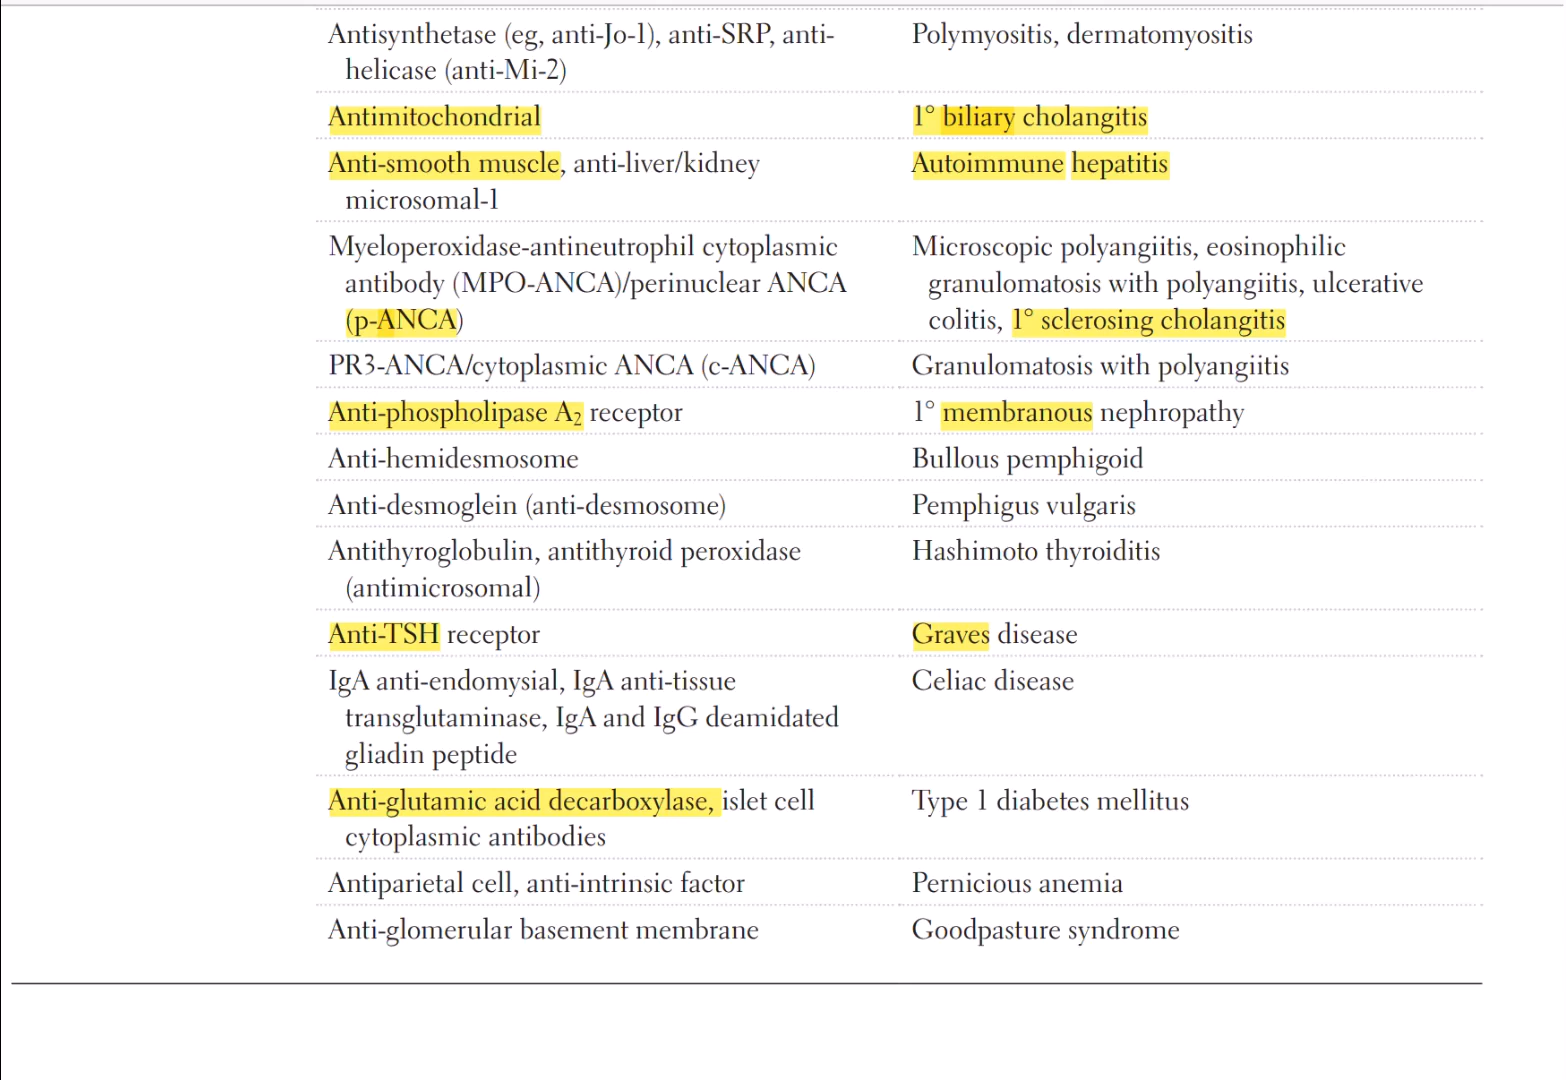 Antisynthetase (eg, anti-Jo-1), anti-SRP, anti-
helicase (anti-Mi-2)
Polymyositis, dermatomyositis
Antimitochondrial
1° biliary cholangitis
Anti-smooth muscle, anti-liver/kidney
microsomal-1
Autoimmune hepatitis
Myeloperoxidase-antineutrophil cytoplasmic
antibody (MPO-ANCA)/perinuclear ANCA
(p-ANCA)
Microscopic polyangiitis, eosinophilic
granulomatosis with polyangiitis, ulcerative
colitis, 1° sclerosing cholangitis
PR3-ANCA/cytoplasmic ANCA (c-ANCA)
Granulomatosis with polyangiitis
Anti-phospholipase A₂ receptor
1° membranous nephropathy
Anti-hemidesmosome
Bullous pemphigoid
Anti-desmoglein (anti-desmosome)
Pemphigus vulgaris
Antithyroglobulin, antithyroid peroxidase
(antimicrosomal)
Hashimoto thyroiditis
Anti-TSH receptor
Graves disease
IgA anti-endomysial, IgA anti-tissue
transglutaminase, IgA and IgG deamidated
gliadin peptide
Celiac disease
Anti-glutamic acid decarboxylase, islet cell
cytoplasmic antibodies
Type 1 diabetes mellitus
Antiparietal cell, anti-intrinsic factor
Pernicious anemia
Anti-glomerular basement membrane
Goodpasture syndrome